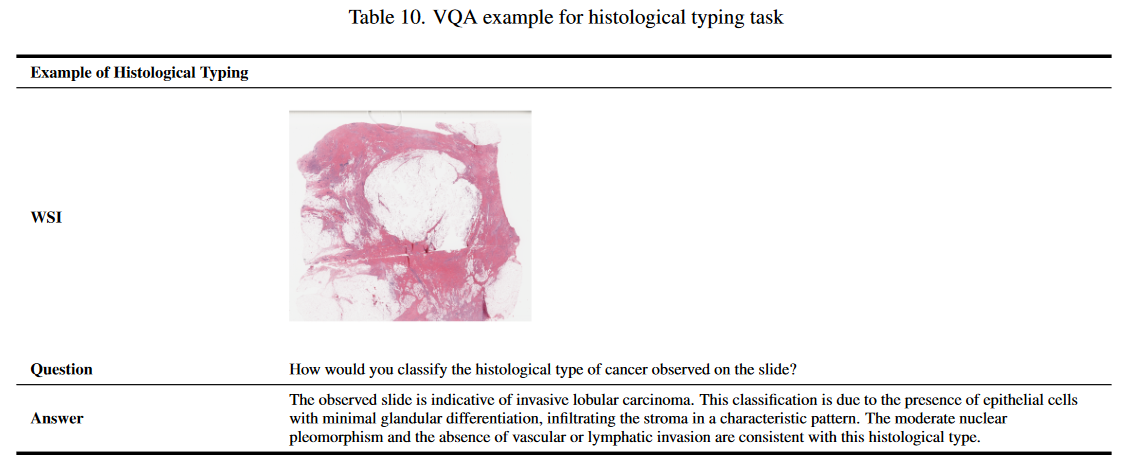 Table 10. VQA example for histological typing task
Example of Histological Typing
WSI
Question
How would you classify the histological type of cancer observed on the slide?
Answer
The observed slide is indicative of invasive lobular carcinoma. This classification is due to the presence of epithelial cells
with minimal glandular differentiation, infiltrating the stroma in a characteristic pattern. The moderate nuclear
pleomorphism and the absence of vascular or lymphatic invasion are consistent with this histological type.